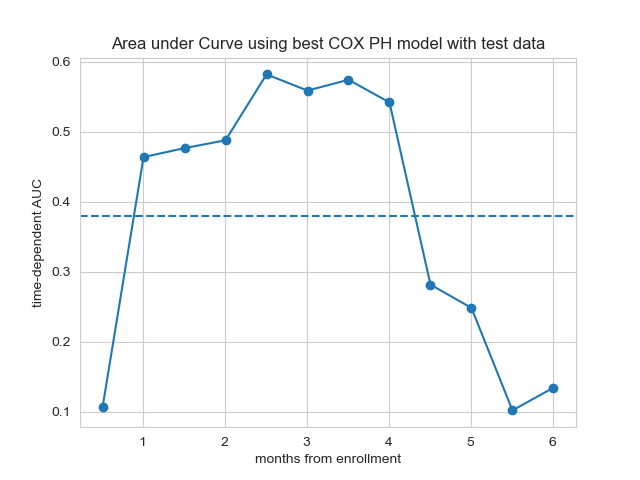 Area under Curve using best COX PH model with test data
time-dependent AUC
0.6
0.5
0.4
0.3
0.2
0.1
1 2 3 4 5 6
months from enrollment